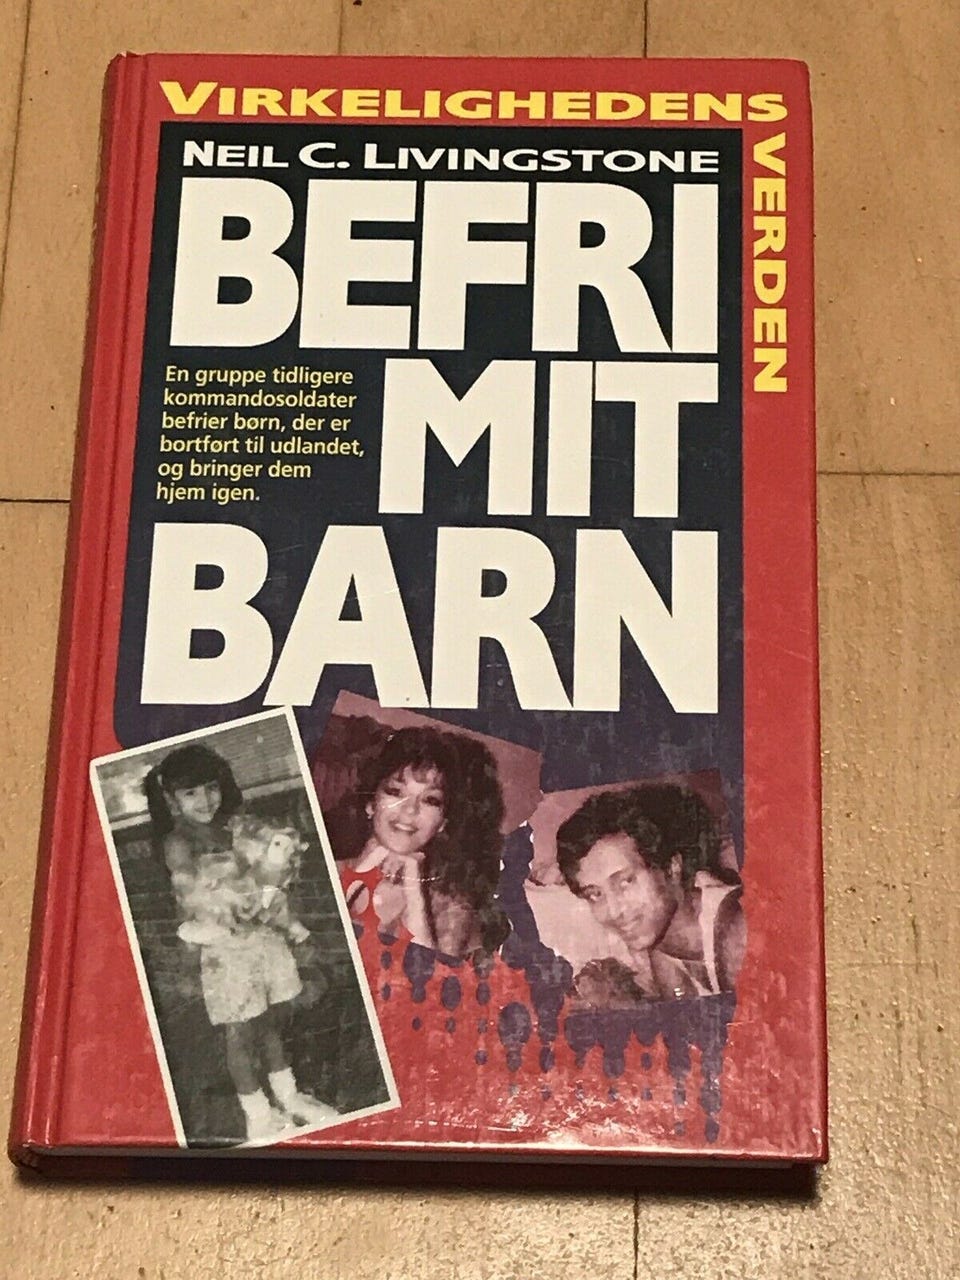 VIRKELIGHEDENS VERDEN
NEIL C. LIVINGSTONE
BEFRI
MIT
BARN
En gruppe tidligere
kommandosoldater
befrier børn, der er
bortført til udlandet,
og bringer dem
hjem igen.